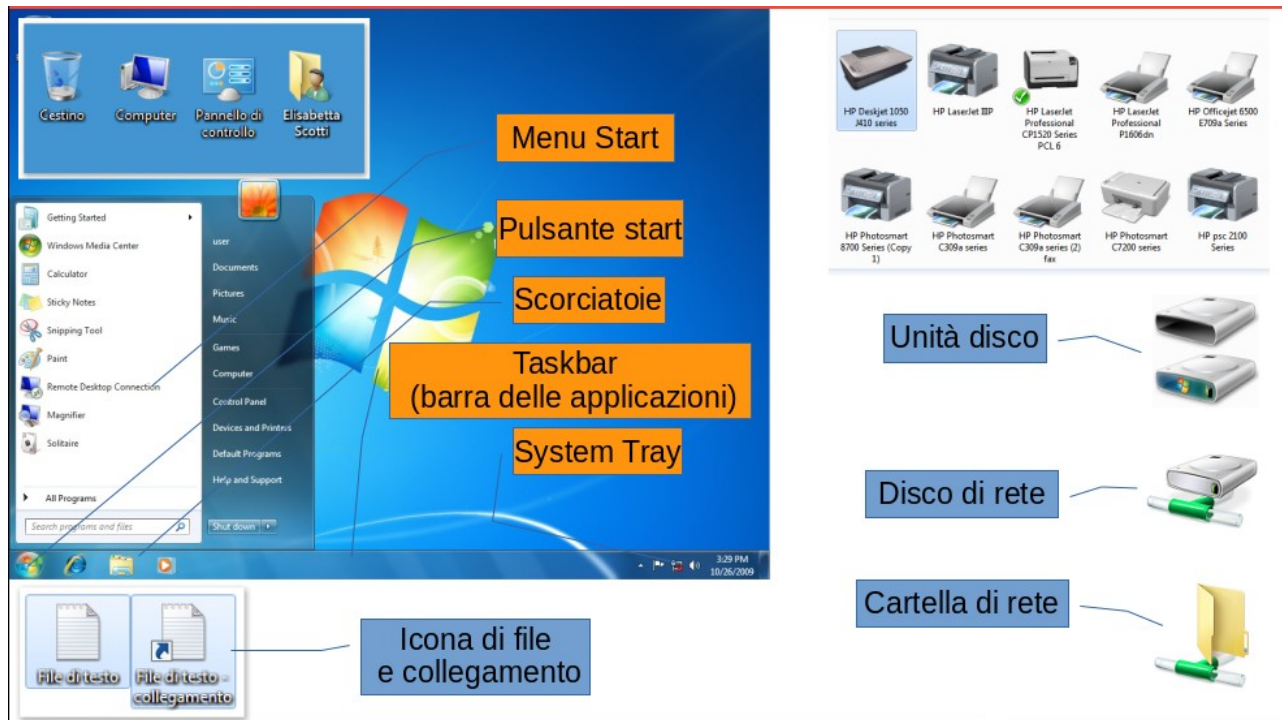 Cestino
Computer
Pannello di
controllo
Elisabetta
Scotti
Menu Start
Pulsante start
Scorciatoie
Taskbar
(barra delle applicazioni)
System Tray
Getting Started
Windows Media Center
Calculator
Sticky Notes
Snipping Tool
Paint
Remote Desktop Connection
Magnifier
Solitaire
All Programs
Search programs and files
user
Documents
Pictures
Music
Games
Computer
Control Panel
Devices and Printers
Default Programs
Help and Support
Shut down
3:29 PM
10/26/2009
File di testo
File di testo -
collegamento
Icona di file
e collegamento
HP Deskjet 1050
J410 series
HP LaserJet IIIP
HP LaserJet
Professional
CP1520 Series
PCL 6
HP LaserJet
Professional
P1606dn
HP Officejet 6500
E709a Series
HP Photosmart
8700 Series (Copy
1)
HP Photosmart
C309a series
HP Photosmart
C309a series (2)
fax
HP Photosmart
C7200 series
HP psc 2100
Series
Unità disco
Disco di rete
Cartella di rete